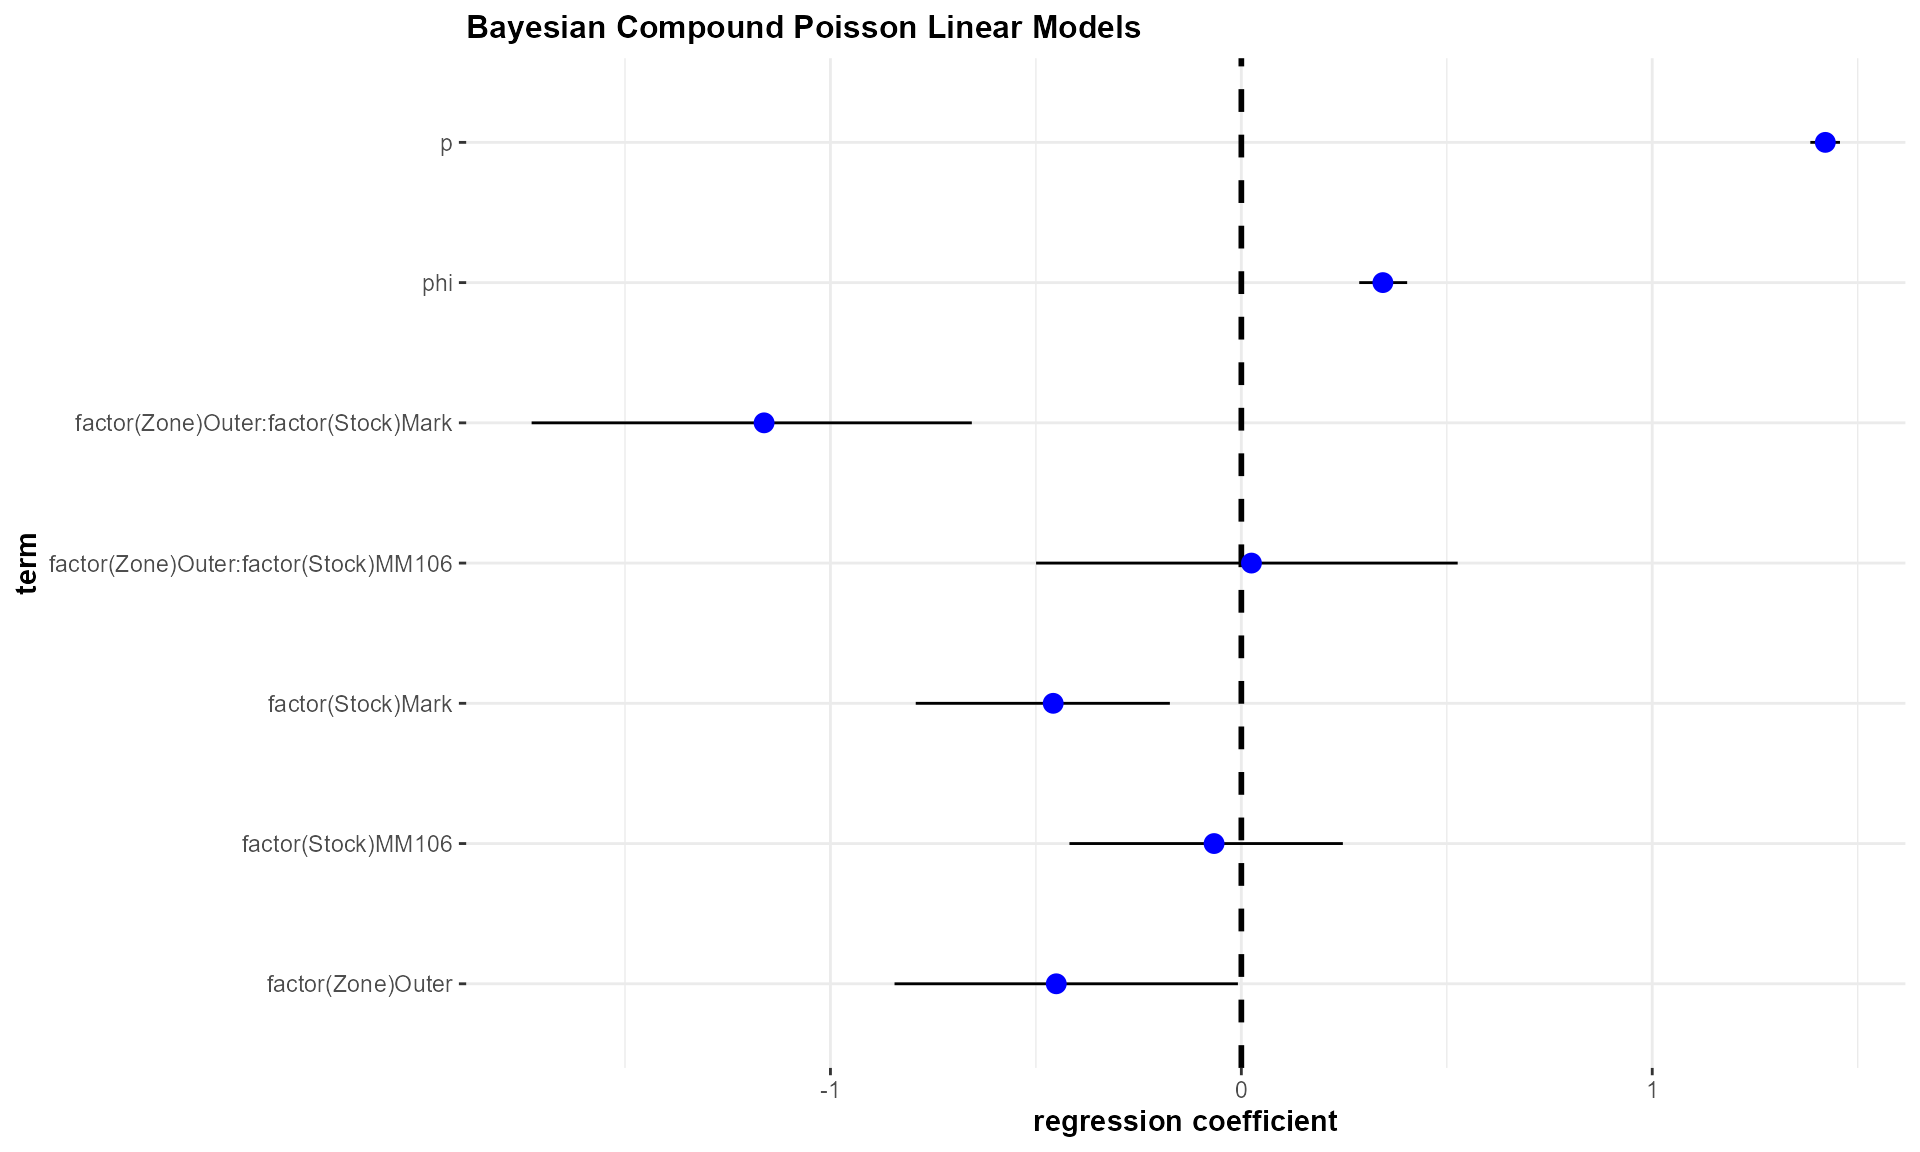 Bayesian Compound Poisson Linear Models
p
phi
factor(Zone)Outer:factor(Stock)Mark
factor(Zone)Outer:factor(Stock)MM106
factor(Stock)Mark
factor(Stock)MM106
factor(Zone)Outer
term
-1 0 1
regression coefficient